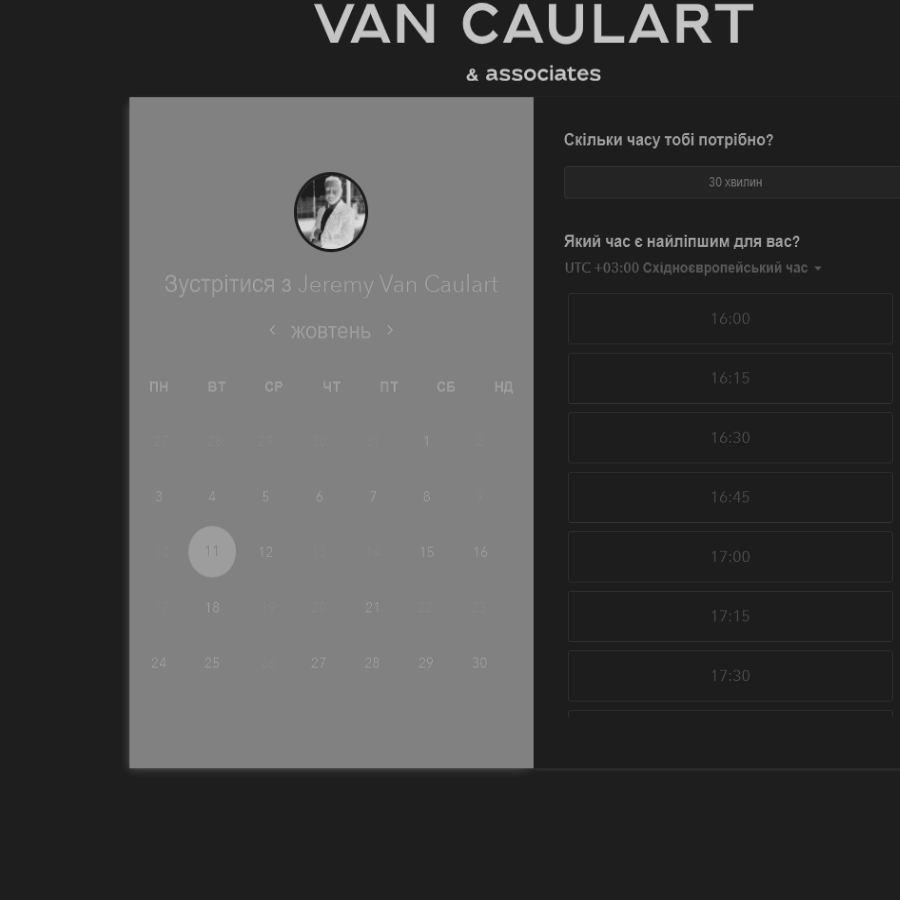 VAN CAULART
& associates
Зустрітися з Jeremy Van Caulart
жовтень
ПН ВТ СР ЧТ ПТ СБ НД
27 28 29 30 31 1 2
3 4 5 6 7 8 9
10 11 12 13 14 15 16
17 18 19 20 21 22 23
24 25 26 27 28 29 30
Скільки часу тобі потрібно?
30 хвилин
Який час є найліпшим для вас?
UTC +03:00 Східноєвропейський час
16:00
16:15
16:30
16:45
17:00
17:15
17:30